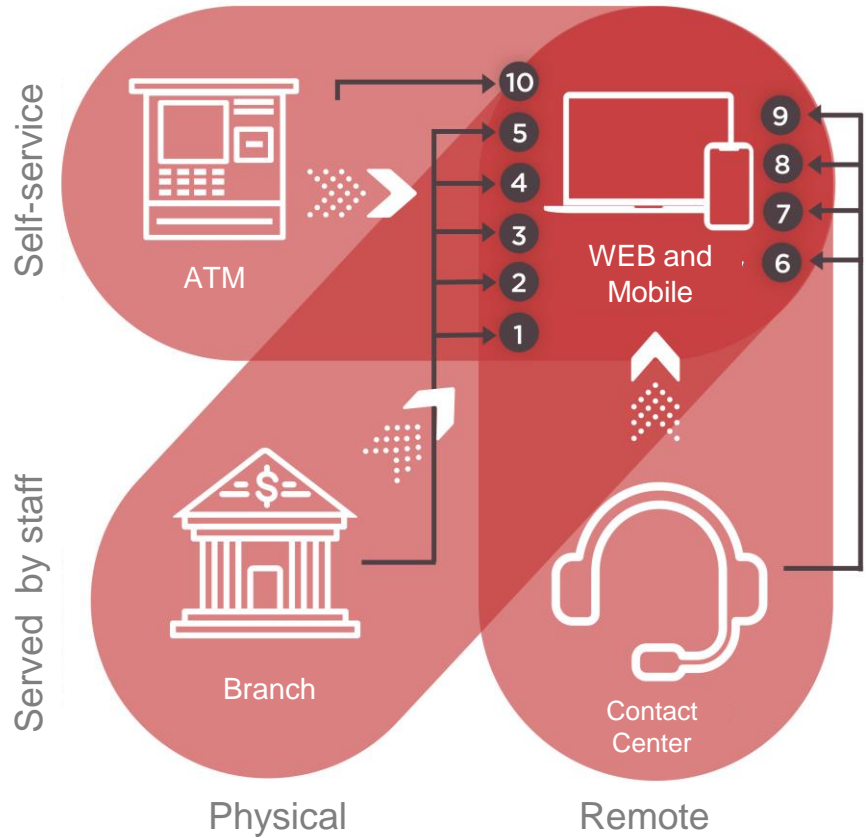 Self-service
Served by staff
ATM
10
5
4
3
2
1
WEB and
Mobile
9
8
7
6
$
Branch
Contact
Center
Physical
Remote